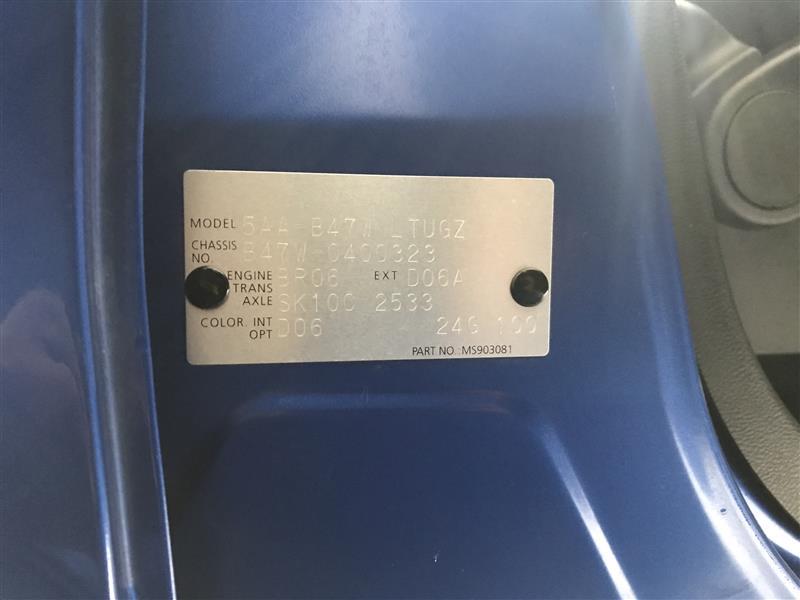 MODEL 5AA-B47W LTUGZ
CHASSIS NO. B47W-0400323
ENGINE BR06 EXT D06A
TRANS AXLE SK10C 2533
COLOR. INT OPT D06 24G 100
PART NO.:MS903081